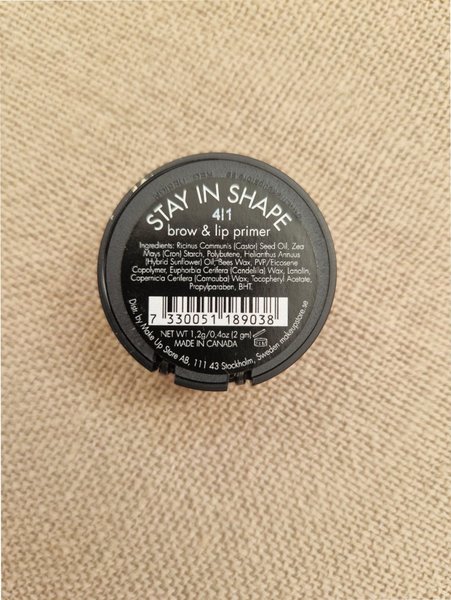 STAY IN SHAPE
411
brow & lip primer
Ingredients: Ricinus Communis (Castor) Seed Oil, Zea
Mays (Cron) Starch, Polybutene, Helianthus Annuus
(Hybrid Sunflower) Oil, Bees Wax, PVP/Eicosene
Copolymer, Euphorbia Cerifera (Candelilla) Wax, Lanolin,
Copernicia Cerifera (Carnauba) Wax, Tocopheryl Acetate,
Propylparaben, BHT.
7 330051 189038
NET WT 1,2g/0,4oz (2 gm)
MADE IN CANADA
Distr. by Make Up Store AB, 111 43 Stockholm, Sweden makeupstore.se